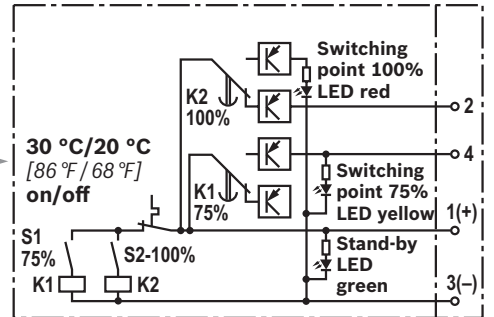 Switching
point 100%
LED red
K2
100%
2
30 °C/20 °C
[86 °F / 68 °F]
on/off
4
K1
75%
Switching
point 75%
LED yellow
1(+)
S1
75%
S2-100%
Stand-by
LED
green
K1
K2
3(–)